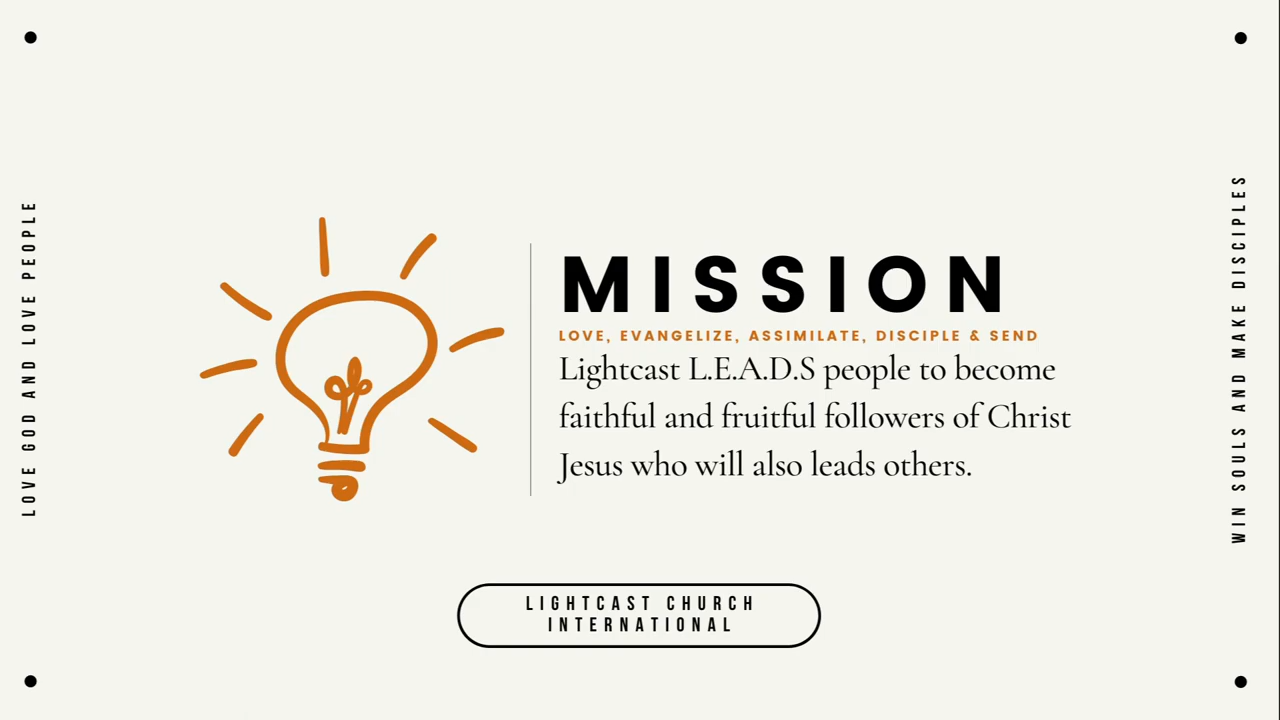 LOVE GOD AND LOVE PEOPLE
MISSION
LOVE, EVANGELIZE, ASSIMILATE, DISCIPLE & SEND
Lightcast L.E.A.D.S people to become
faithful and fruitful followers of Christ
Jesus who will also leads others.
WIN SOULS AND MAKE DISCIPLES
LIGHTCAST CHURCH
INTERNATIONAL